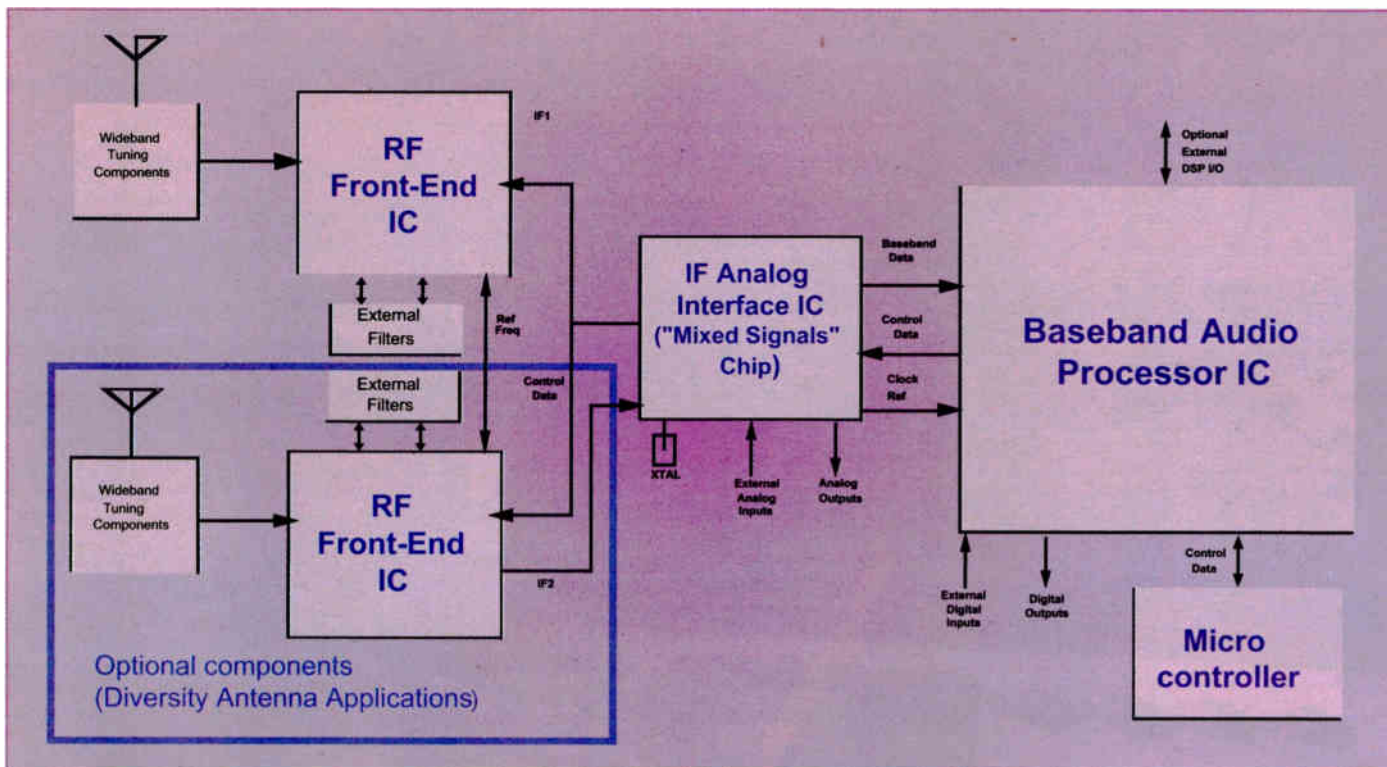 Wideband
Tuning
Components
RF
Front-End
IC
IF1
External
Filters
Ref
Freq
Control
Data
IF Analog
Interface IC
("Mixed Signals"
Chip)
XTAL
External
Analog
Inputs
Analog
Outputs
Baseband
Data
Control
Data
Clock
Ref
Optional
External
DSP I/O
Baseband Audio
Processor IC
External
Digital
Inputs
Digital
Outputs
Control
Data
Micro
controller
External
Filters
Wideband
Tuning
Components
RF
Front-End
IC
IF2
Optional components
(Diversity Antenna Applications)